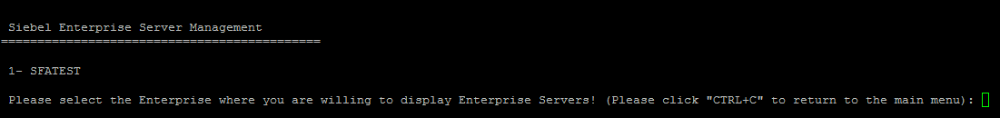 Siebel Enterprise Server Management
============================================
1- SFATEST
Please select the Enterprise where you are willing to display Enterprise Servers! (Please click "CTRL+C" to return to the main menu):